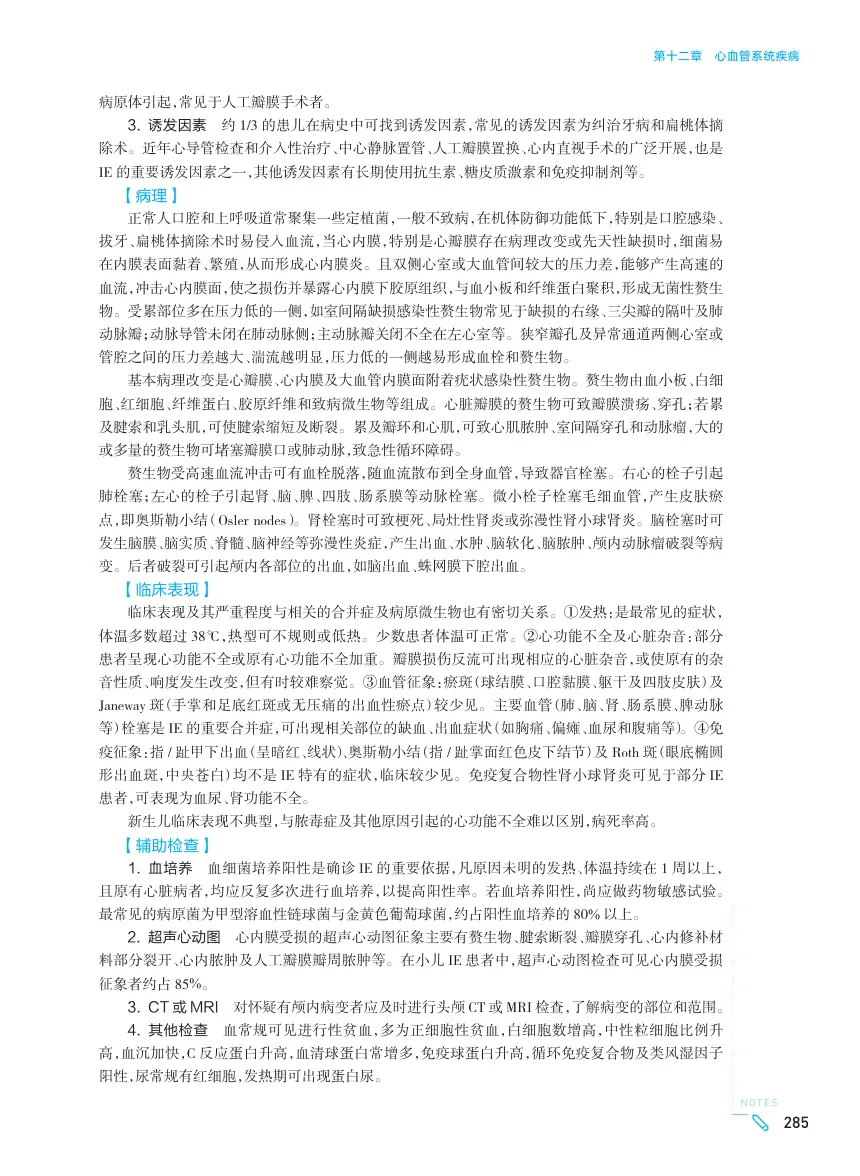 第十二章 心血管系统疾病
病原体引起，常见于人工瓣膜手术者。
3. 诱发因素 约 1/3 的患儿在病史中可找到诱发因素，常见的诱发因素为纠治牙病和扁桃体摘
除术。近年心导管检查和介入性治疗、中心静脉置管、人工瓣膜置换、心内直视手术的广泛开展，也是
IE 的重要诱发因素之一，其他诱发因素有长期使用抗生素、糖皮质激素和免疫抑制剂等。
【病理】
正常人口腔和上呼吸道常聚集一些定植菌，一般不致病，在机体防御功能低下，特别是口腔感染、
拔牙、扁桃体摘除术时易侵入血流，当心内膜，特别是心瓣膜存在病理改变或先天性缺损时，细菌易
在内膜表面黏着、繁殖，从而形成心内膜炎。且双侧心室或大血管间较大的压力差，能够产生高速的
血流，冲击心内膜面，使之损伤并暴露心内膜下胶原组织，与血小板和纤维蛋白聚积，形成无菌性赘生
物。受累部位多在压力低的一侧，如室间隔缺损感染性赘生物常见于缺损的右缘、三尖瓣的隔叶及肺
动脉瓣；动脉导管未闭在肺动脉侧；主动脉瓣关闭不全在左心室等。狭窄瓣孔及异常通道两侧心室或
管腔之间的压力差越大、湍流越明显，压力低的一侧越易形成血栓和赘生物。
基本病理改变是心瓣膜、心内膜及大血管内膜面附着疣状感染性赘生物。赘生物由血小板、白细
胞、红细胞、纤维蛋白、胶原纤维和致病微生物等组成。心脏瓣膜的赘生物可致瓣膜溃疡、穿孔；若累
及腱索和乳头肌，可使腱索缩短及断裂。累及瓣环和心肌，可致心肌脓肿、室间隔穿孔和动脉瘤，大的
或多量的赘生物可堵塞瓣膜口或肺动脉，致急性循环障碍。
赘生物受高速血流冲击可有血栓脱落，随血流散布到全身血管，导致器官栓塞。右心的栓子引起
肺栓塞；左心的栓子引起肾、脑、脾、四肢、肠系膜等动脉栓塞。微小栓子栓塞毛细血管，产生皮肤瘀
点，即奥斯勒小结（Osler nodes）。肾栓塞时可致梗死、局灶性肾炎或弥漫性肾小球肾炎。脑栓塞时可
发生脑膜、脑实质、脊髓、脑神经等弥漫性炎症，产生出血、水肿、脑软化、脑脓肿、颅内动脉瘤破裂等病
变。后者破裂可引起颅内各部位的出血，如脑出血、蛛网膜下腔出血。
【临床表现】
临床表现及其严重程度与相关的合并症及病原微生物也有密切关系。①发热：是最常见的症状，
体温多数超过 38℃，热型可不规则或低热。少数患者体温可正常。②心功能不全及心脏杂音：部分
患者呈现心功能不全或原有心功能不全加重。瓣膜损伤反流可出现相应的心脏杂音，或使原有的杂
音性质、响度发生改变，但有时较难察觉。③血管征象：瘀斑（球结膜、口腔黏膜、躯干及四肢皮肤）及
Janeway 斑（手掌和足底红斑或无压痛的出血性瘀点）较少见。主要血管（肺、脑、肾、肠系膜、脾动脉
等）栓塞是 IE 的重要合并症，可出现相关部位的缺血、出血症状（如胸痛、偏瘫、血尿和腹痛等）。④免
疫征象：指 / 趾甲下出血（呈暗红、线状）、奥斯勒小结（指 / 趾掌面红色皮下结节）及 Roth 斑（眼底椭圆
形出血斑，中央苍白）均不是 IE 特有的症状，临床较少见。免疫复合物性肾小球肾炎可见于部分 IE
患者，可表现为血尿、肾功能不全。
新生儿临床表现不典型，与脓毒症及其他原因引起的心功能不全难以区别，病死率高。
【辅助检查】
1. 血培养 血细菌培养阳性是确诊 IE 的重要依据，凡原因未明的发热、体温持续在 1 周以上，
且原有心脏病者，均应反复多次进行血培养，以提高阳性率。若血培养阳性，尚应做药物敏感试验。
最常见的病原菌为甲型溶血性链球菌与金黄色葡萄球菌，约占阳性血培养的 80% 以上。
2. 超声心动图 心内膜受损的超声心动图征象主要有赘生物、腱索断裂、瓣膜穿孔、心内修补材
料部分裂开、心内脓肿及人工瓣膜瓣周脓肿等。在小儿 IE 患者中，超声心动图检查可见心内膜受损
征象者约占 85%。
3. CT 或 MRI 对怀疑有颅内病变者应及时进行头颅 CT 或 MRI 检查，了解病变的部位和范围。
4. 其他检查 血常规可见进行性贫血，多为正细胞性贫血，白细胞数增高，中性粒细胞比例升
高，血沉加快，C 反应蛋白升高，血清球蛋白常增多，免疫球蛋白升高，循环免疫复合物及类风湿因子
阳性，尿常规有红细胞，发热期可出现蛋白尿。
NOTES
285